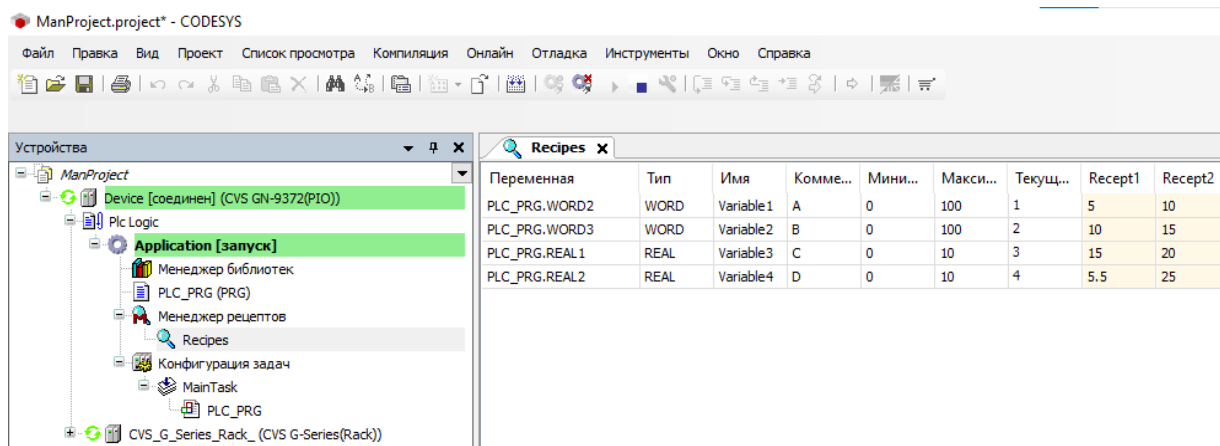 ManProject.project* - CODESYS
Файл Правка Вид Проект Список просмотра Компиляция Онлайн Отладка Инструменты Окно Справка
Устройства
ManProject
Device [соединен] (CVS GN-9372(PIO))
Plc Logic
Application [запуск]
Менеджер библиотек
PLC_PRG (PRG)
Менеджер рецептов
Recipes
Конфигурация задач
MainTask
PLC_PRG
CVS_G_Series_Rack_ (CVS G-Series(Rack))
Recipes
Переменная Тип Имя Комме... Мини... Макси... Текущ... Recept1 Recept2
PLC_PRG.WORD2 WORD Variable1 A 0 100 1 5 10
PLC_PRG.WORD3 WORD Variable2 B 0 100 2 10 15
PLC_PRG.REAL1 REAL Variable3 C 0 10 3 15 20
PLC_PRG.REAL2 REAL Variable4 D 0 10 4 5.5 25